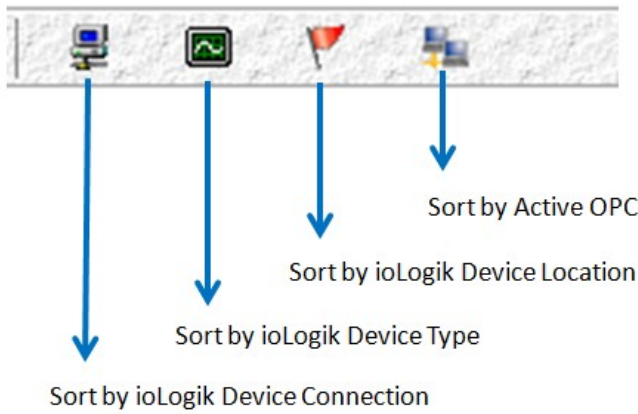 Sort by Active OPC
Sort by ioLogik Device Location
Sort by ioLogik Device Type
Sort by ioLogik Device Connection